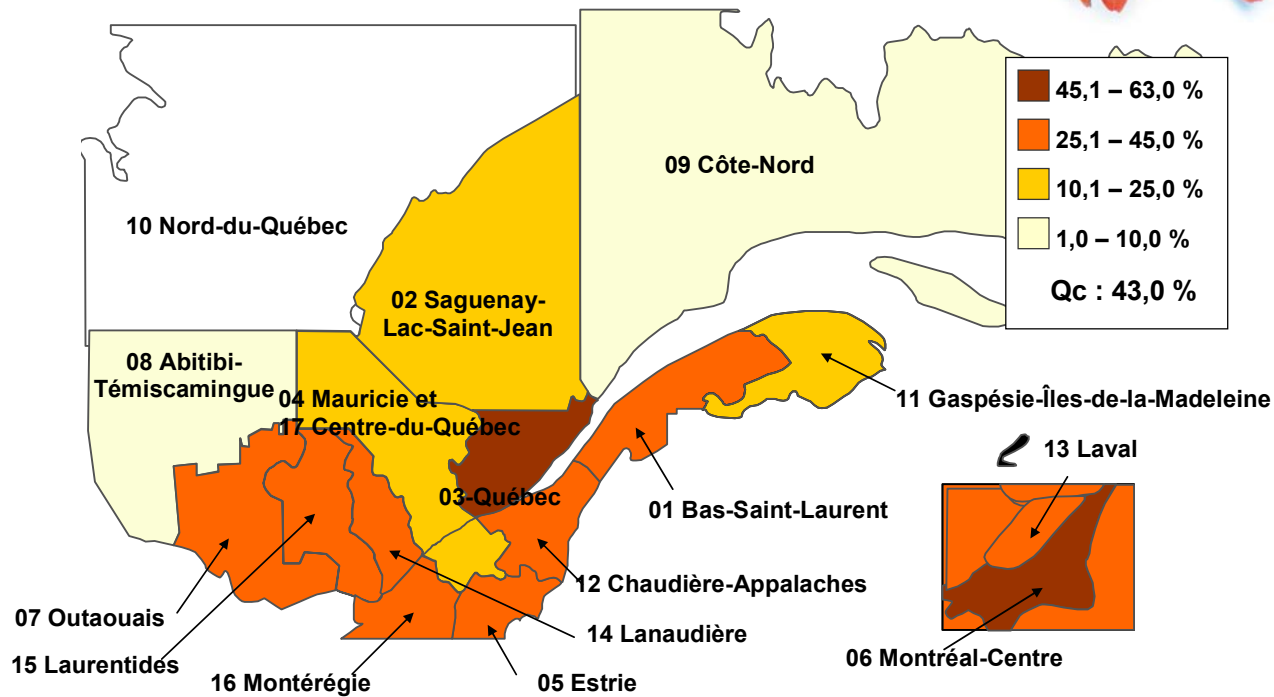 45,1 – 63,0 %
25,1 – 45,0 %
10,1 – 25,0 %
1,0 – 10,0 %
Qc : 43,0 %
09 Côte-Nord
10 Nord-du-Québec
02 Saguenay-
Lac-Saint-Jean
08 Abitibi-
Témiscamingue
04 Mauricie et
17 Centre-du-Québec
11 Gaspésie-Îles-de-la-Madeleine
13 Laval
03-Québec
01 Bas-Saint-Laurent
12 Chaudière-Appalaches
07 Outaouais
14 Lanaudière
15 Laurentides
06 Montréal-Centre
16 Montérégie
05 Estrie